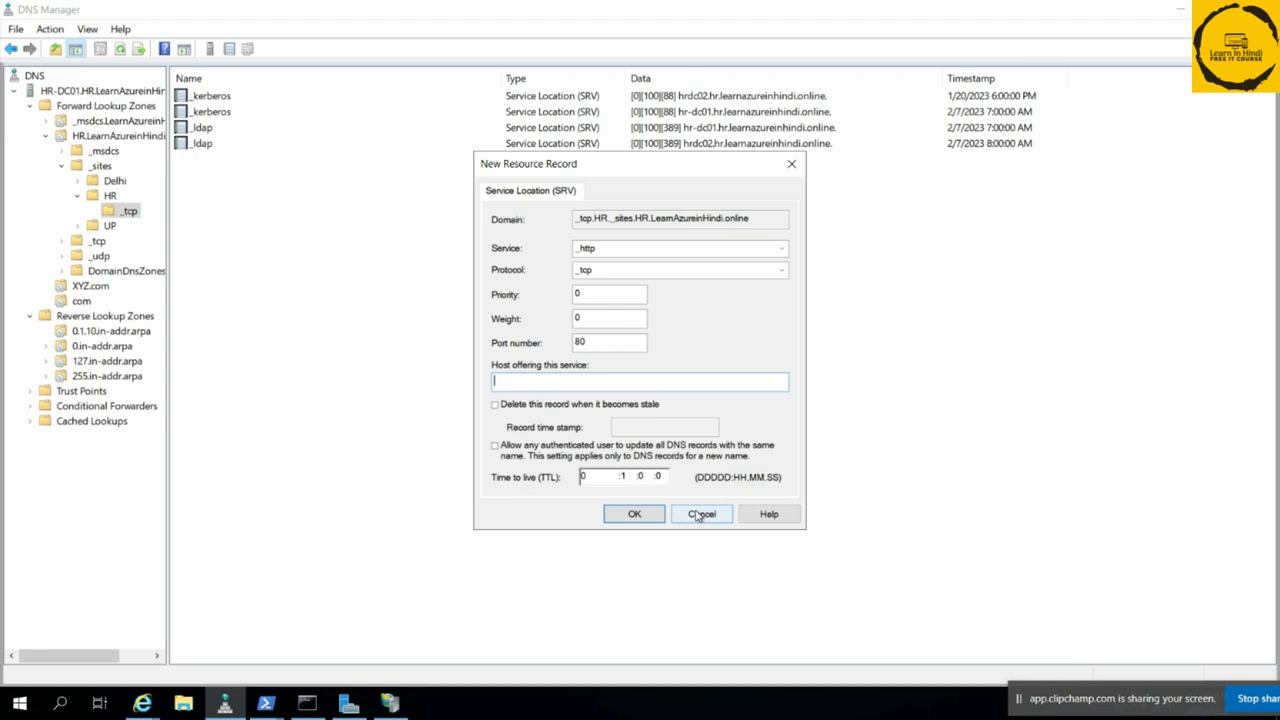 DNS Manager
File Action View Help
Learn In Hindi
FREE IT COURSE
DNS
HR-DC01.HR.LearnAzureinHir
Forward Lookup Zones
_msdcs.LearnAzureinH
HR.LearnAzureinHindi
_msdcs
_sites
Delhi
HR
_tcp
UP
_tcp
_udp
DomainDnsZones
XYZ.com
com
Reverse Lookup Zones
0.1.10.in-addr.arpa
0.in-addr.arpa
127.in-addr.arpa
255.in-addr.arpa
Trust Points
Conditional Forwarders
Cached Lookups
Name Type Data Timestamp
_kerberos Service Location (SRV) [0][100][88] hrdc02.hr.learnazureinhindi.online. 1/20/2023 6:00:00 PM
_kerberos Service Location (SRV) [0][100][88] hr-dc01.hr.learnazureinhindi.online. 2/7/2023 7:00:00 AM
_ldap Service Location (SRV) [0][100][389] hr-dc01.hr.learnazureinhindi.online. 2/7/2023 7:00:00 AM
_ldap Service Location (SRV) [0][100][389] hrdc02.hr.learnazureinhindi.online. 2/7/2023 8:00:00 AM
New Resource Record
Service Location (SRV)
Domain: _tcp.HR._sites.HR.LearnAzureinHindi.online
Service: _http
Protocol: _tcp
Priority: 0
Weight: 0
Port number: 80
Host offering this service:
Delete this record when it becomes stale
Record time stamp:
Allow any authenticated user to update all DNS records with the same
name. This setting applies only to DNS records for a new name.
Time to live (TTL): 0 :1 :0 :0 (DDDDD:HH.MM.SS)
OK Cancel Help
app.clipchamp.com is sharing your screen. Stop shar